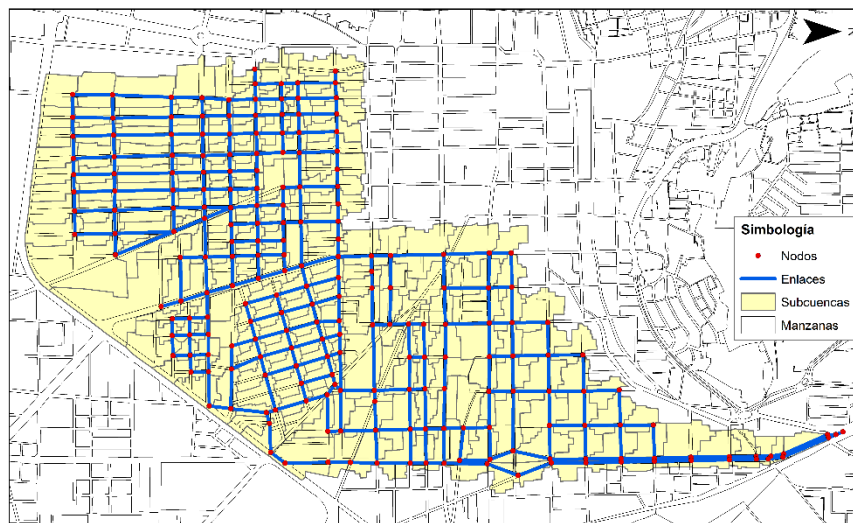 Simbología
Nodos
Enlaces
Subcuencas
Manzanas